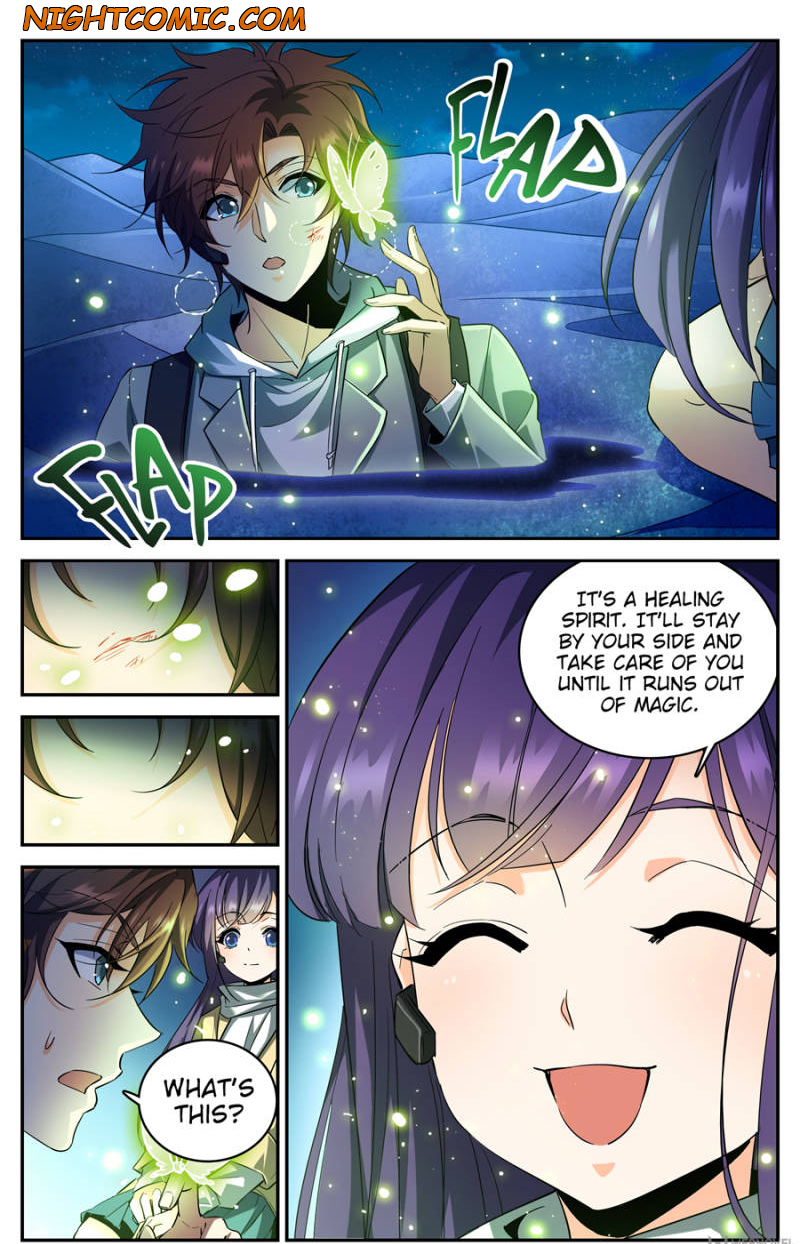 NIGHTCOMIC.COM
FLAP
FLAP
WHAT'S
THIS?
IT'S A HEALING
SPIRIT. IT'LL STAY
BY YOUR SIDE AND
TAKE CARE OF YOU
UNTIL IT RUNS OUT
OF MAGIC.